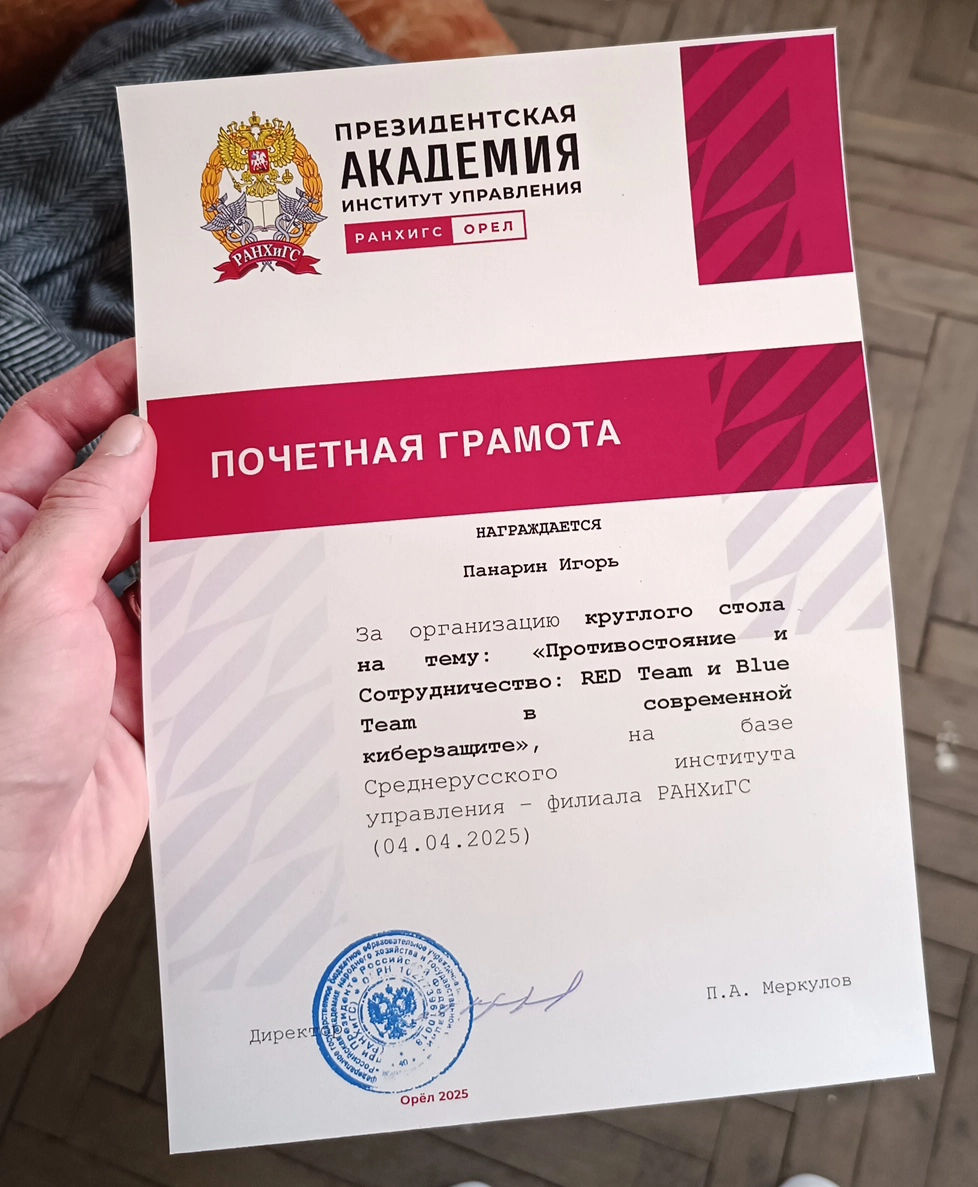 ПРЕЗИДЕНТСКАЯ
АКАДЕМИЯ
ИНСТИТУТ УПРАВЛЕНИЯ
РАНХИГС ОРЕЛ
РАНХиГС
ПОЧЕТНАЯ ГРАМОТА
НАГРАЖДАЕТСЯ
Панарин Игорь
За организацию круглого стола
на тему: «Противостояние и
Сотрудничество: RED Team и Blue
Team в современной
киберзащите», на базе
Среднерусского института
управления – филиала РАНХиГС
(04.04.2025)
П.А. Меркулов
Директор
Орёл 2025